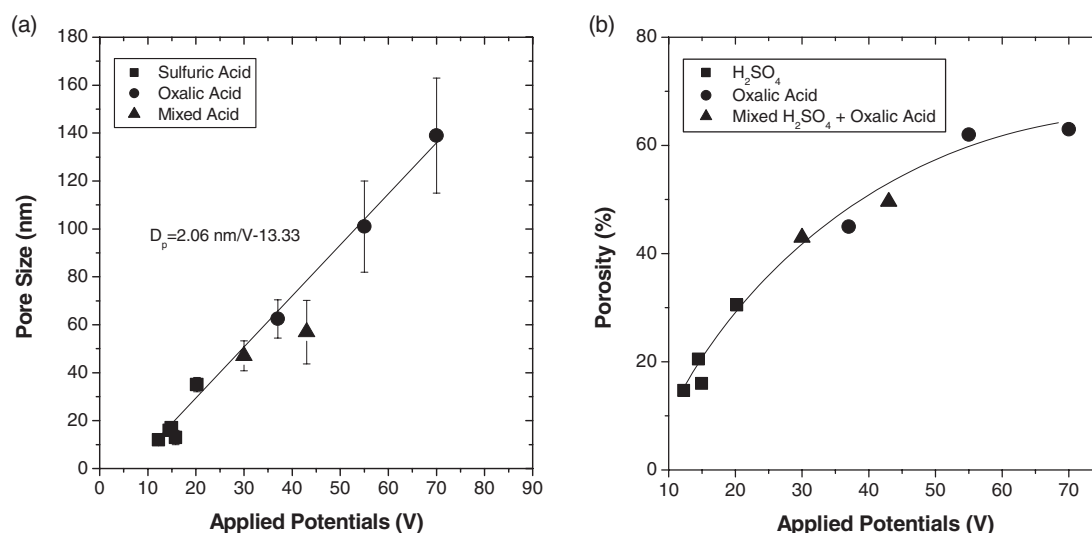 (a)
180
160
140
120
100
80
60
40
20
0
Pore Size (nm)
Sulfuric Acid
Oxalic Acid
Mixed Acid
D_p=2.06 nm/V-13.33
0 10 20 30 40 50 60 70 80 90
Applied Potentials (V)
(b)
80
60
40
20
0
Porosity (%)
H₂SO₄
Oxalic Acid
Mixed H₂SO₄ + Oxalic Acid
10 20 30 40 50 60 70
Applied Potentials (V)